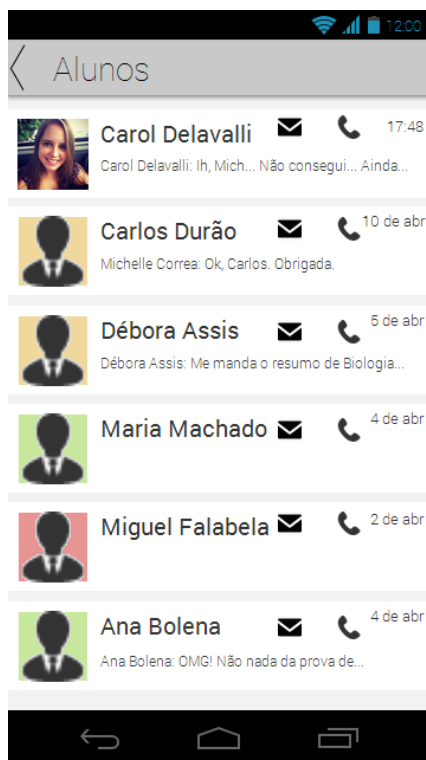 12:00
Alunos
Carol Delavalli 17:48
Carol Delavalli: Ih, Mich... Não consegui... Ainda...
Carlos Durão 10 de abr
Michelle Correa: Ok, Carlos. Obrigada.
Débora Assis 5 de abr
Débora Assis: Me manda o resumo de Biologia...
Maria Machado 4 de abr
Miguel Falabela 2 de abr
Ana Bolena 4 de abr
Ana Bolena: OMG! Não nada da prova de...